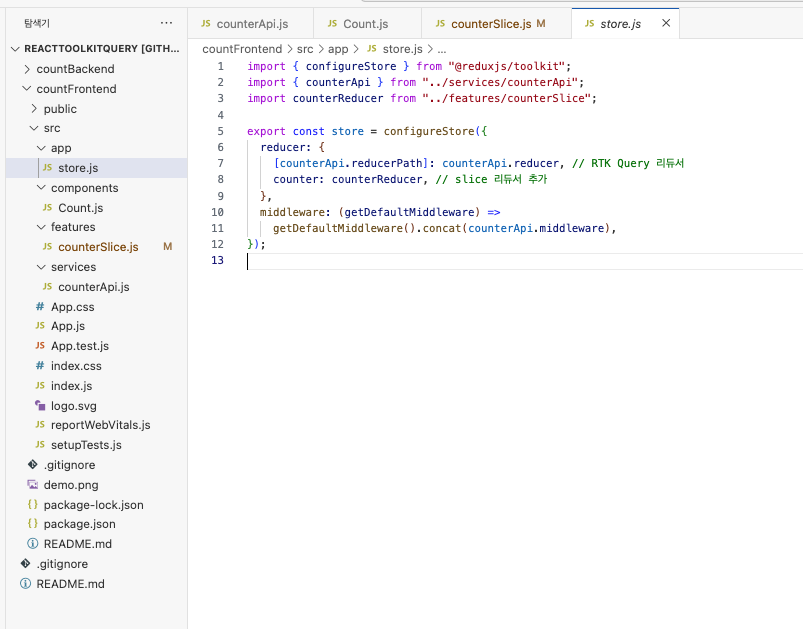 탐색기 ···
REACTTOOLKITQUERY [GITH...
countBackend
countFrontend
public
src
app
JS store.js
components
JS Count.js
features
JS counterSlice.js M
services
JS counterApi.js
# App.css
JS App.js
JS App.test.js
# index.css
JS index.js
logo.svg
JS reportWebVitals.js
JS setupTests.js
.gitignore
demo.png
{} package-lock.json
{} package.json
README.md
.gitignore
README.md
JS counterApi.js JS Count.js JS counterSlice.js M JS store.js
countFrontend > src > app > JS store.js > ...
1 import { configureStore } from "@reduxjs/toolkit";
2 import { counterApi } from "../services/counterApi";
3 import counterReducer from "../features/counterSlice";
4
5 export const store = configureStore({
6 reducer: {
7 [counterApi.reducerPath]: counterApi.reducer, // RTK Query 리듀서
8 counter: counterReducer, // slice 리듀서 추가
9 },
10 middleware: (getDefaultMiddleware) =>
11 getDefaultMiddleware().concat(counterApi.middleware),
12 });
13